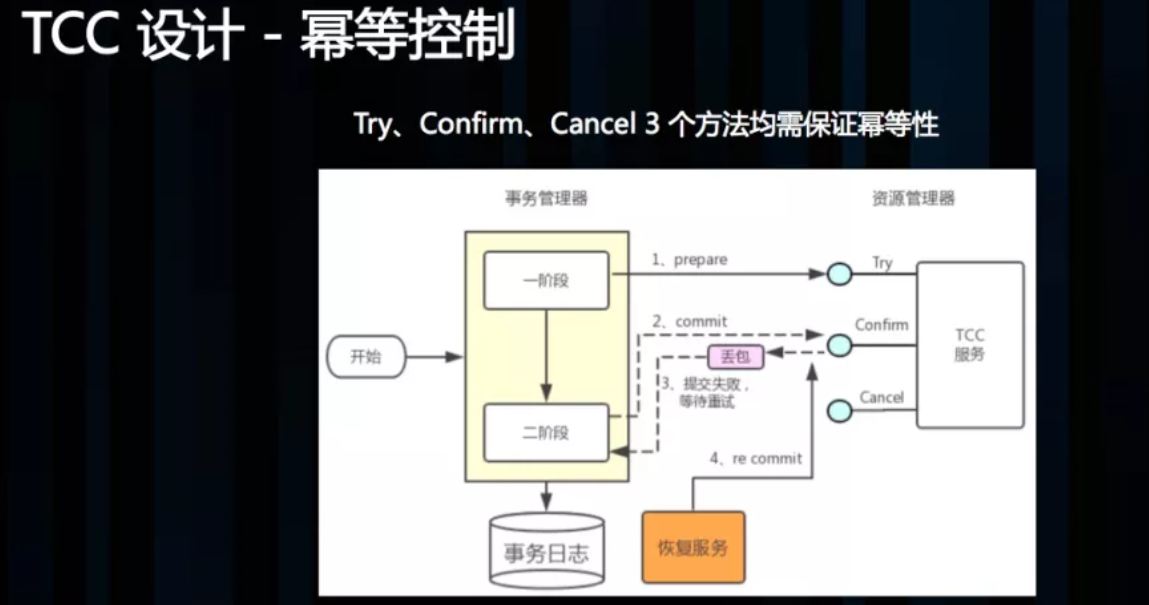 TCC 设计 - 幂等控制
Try、Confirm、Cancel 3 个方法均需保证幂等性
事务管理器
资源管理器
一阶段
1、prepare
Try
2、commit
Confirm
TCC
服务
开始
丢包
3、提交失败，
等待重试
Cancel
二阶段
4、re commit
事务日志
恢复服务